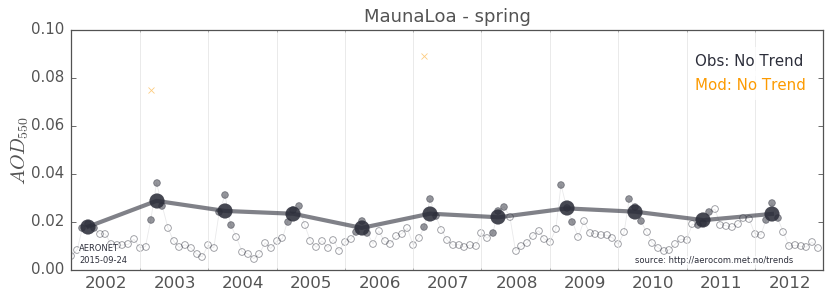 MaunaLoa - spring
0.10
0.08
0.06
0.04
0.02
0.00
AOD550
Obs: No Trend
Mod: No Trend
AERONET
2015-09-24
source: http://aerocom.met.no/trends
2002 2003 2004 2005 2006 2007 2008 2009 2010 2011 2012